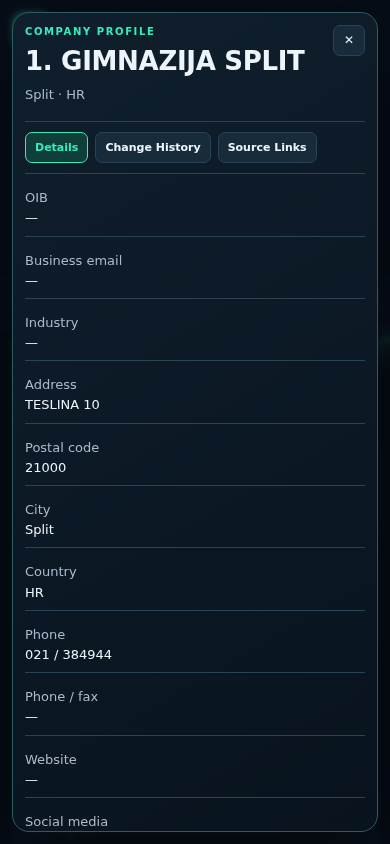 COMPANY PROFILE
1. GIMNAZIJA SPLIT
×
Split · HR
Details
Change History
Source Links
OIB
—
Business email
—
Industry
—
Address
TESLINA 10
Postal code
21000
City
Split
Country
HR
Phone
021 / 384944
Phone / fax
—
Website
—
Social media